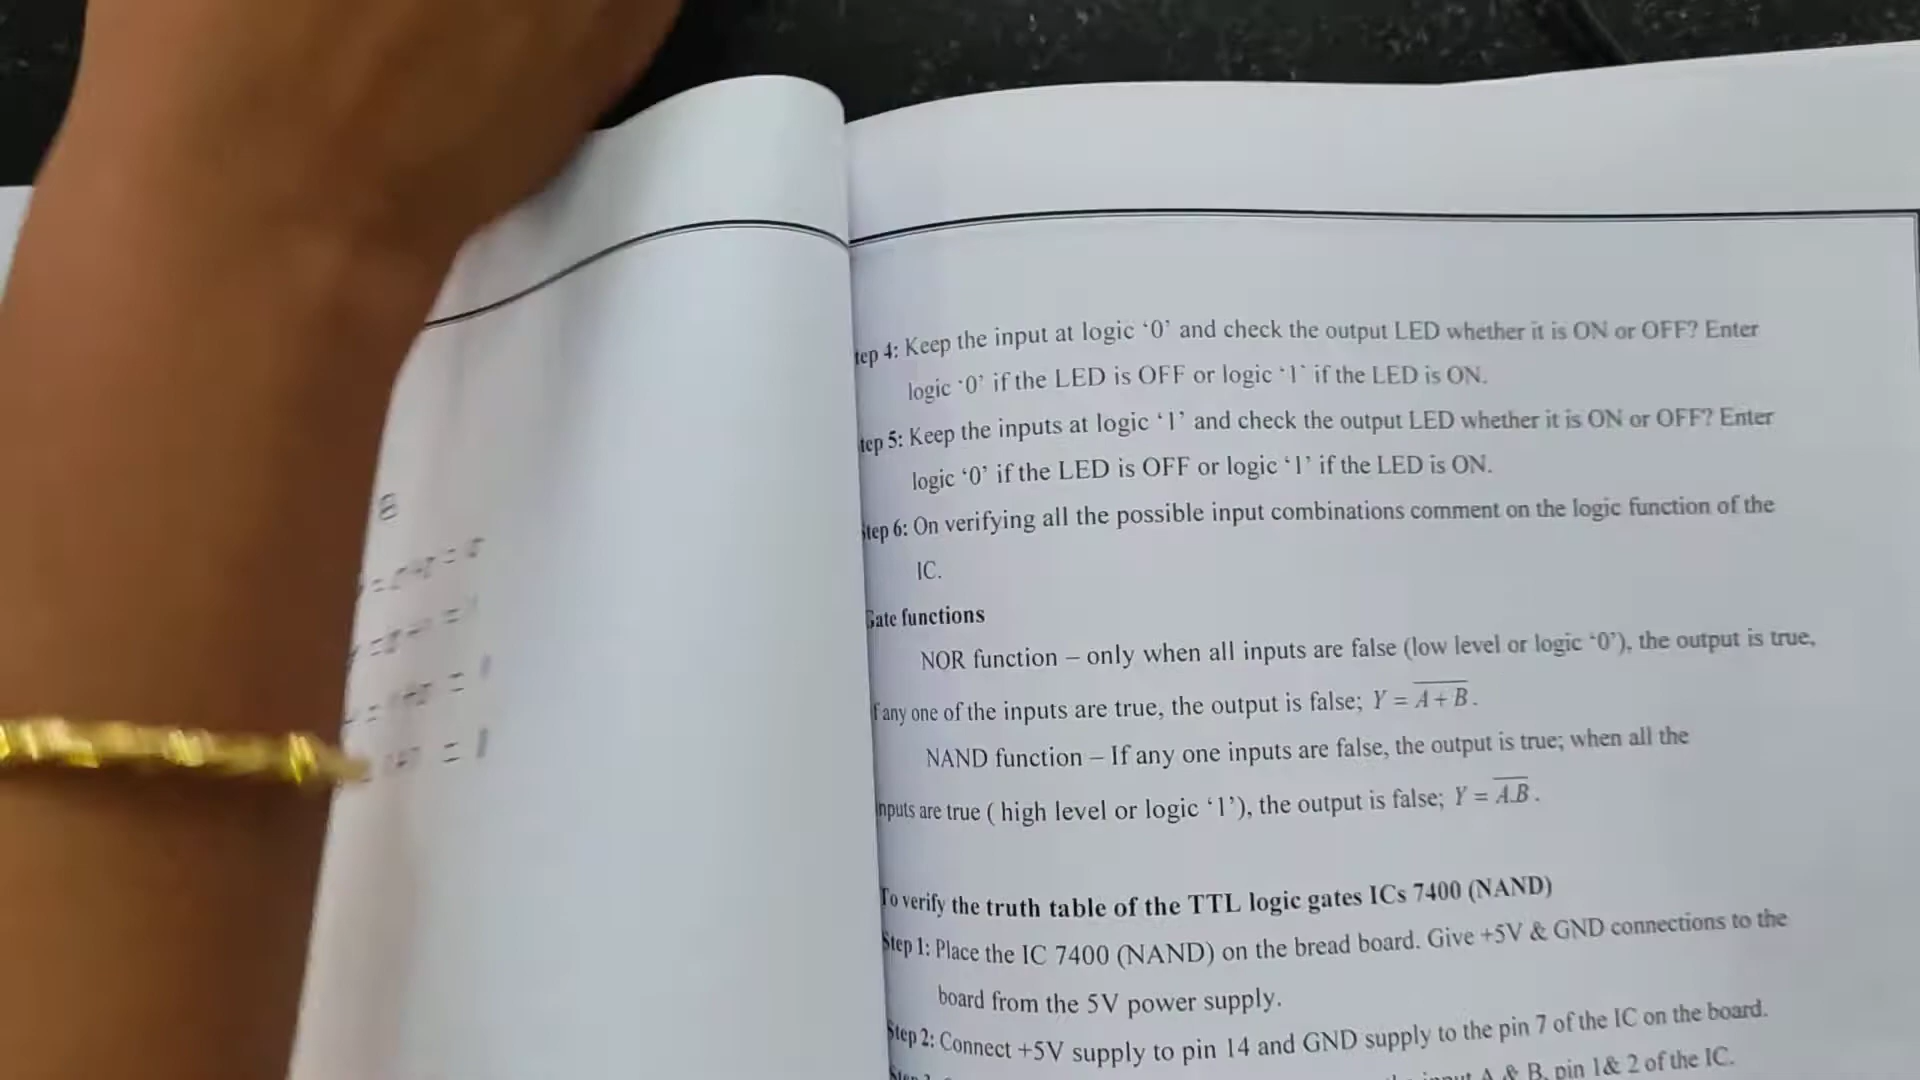 tep 4: Keep the input at logic ‘0’ and check the output LED whether it is ON or OFF? Enter
logic ‘0’ if the LED is OFF or logic ‘1’ if the LED is ON.
tep 5: Keep the inputs at logic ‘1’ and check the output LED whether it is ON or OFF? Enter
logic ‘0’ if the LED is OFF or logic ‘1’ if the LED is ON.
Step 6: On verifying all the possible input combinations comment on the logic function of the
IC.
Gate functions
NOR function – only when all inputs are false (low level or logic ‘0’), the output is true,
f any one of the inputs are true, the output is false; Y = \overline{A + B}.
NAND function – If any one inputs are false, the output is true; when all the
inputs are true ( high level or logic ‘1’), the output is false; Y = \overline{A.B}.
To verify the truth table of the TTL logic gates ICs 7400 (NAND)
Step 1: Place the IC 7400 (NAND) on the bread board. Give +5V & GND connections to the
board from the 5V power supply.
Step 2: Connect +5V supply to pin 14 and GND supply to the pin 7 of the IC on the board.
input A & B, pin 1& 2 of the IC.